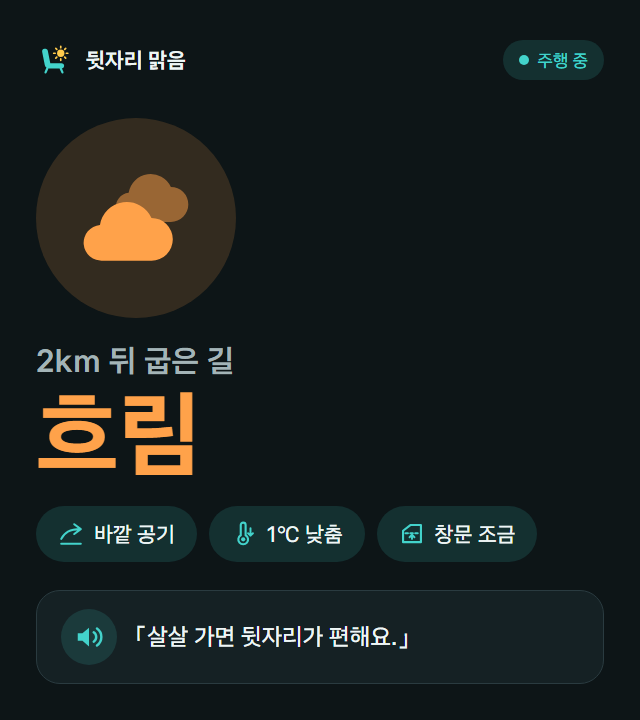 뒷자리 맑음
주행 중
2km 뒤 굽은 길
흐림
바깥 공기
1°C 낮춤
창문 조금
「살살 가면 뒷자리가 편해요.」